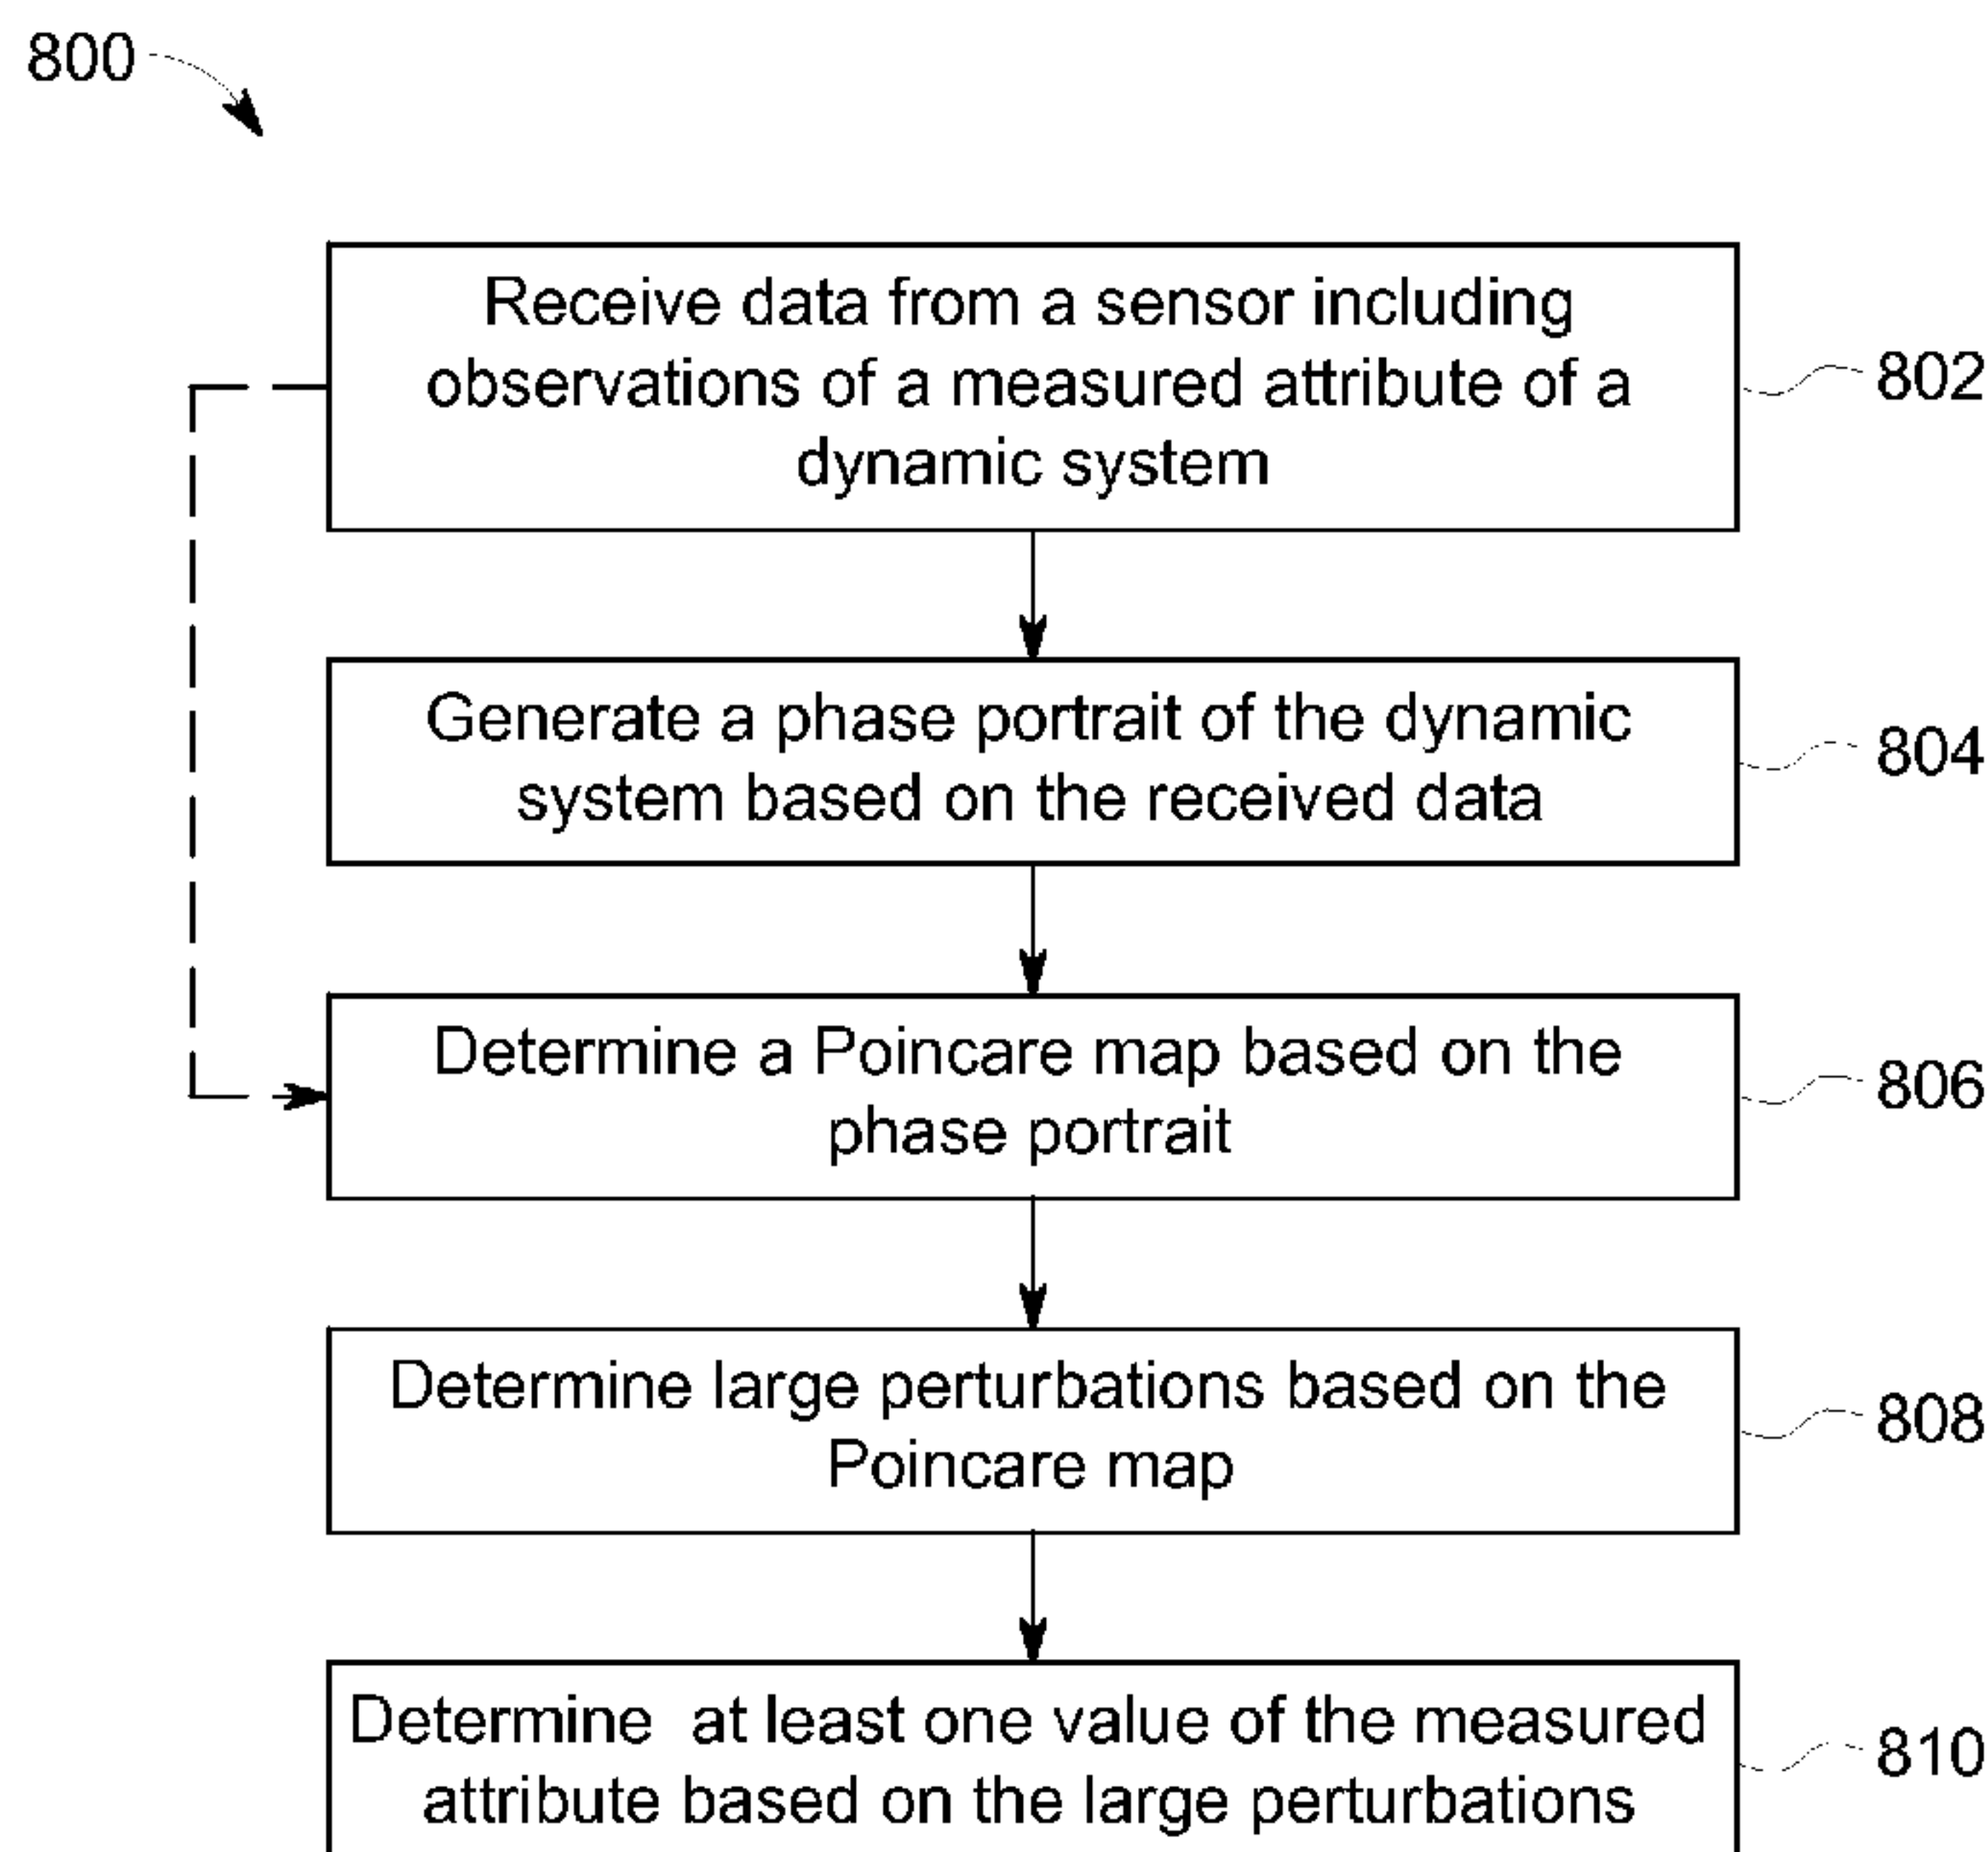 800
Receive data from a sensor including
observations of a measured attribute of a
dynamic system
802
Generate a phase portrait of the dynamic
system based on the received data
804
Determine a Poincare map based on the
phase portrait
806
Determine large perturbations based on the
Poincare map
808
Determine at least one value of the measured
attribute based on the large perturbations
810